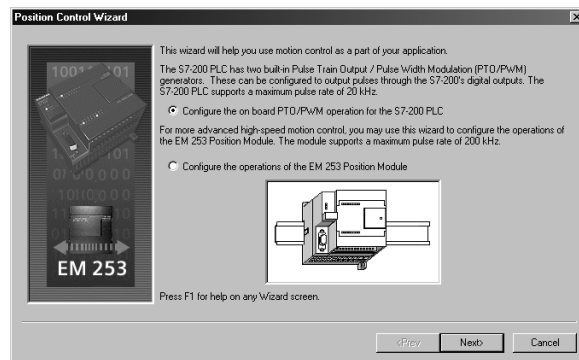 Position Control Wizard
This wizard will help you use motion control as a part of your application.
The S7-200 PLC has two built-in Pulse Train Output / Pulse Width Modulation (PTO/PWM)
generators. These can be configured to output pulses through the S7-200's digital outputs. The
S7-200 PLC supports a maximum pulse rate of 20 kHz.
Configure the on board PTO/PWM operation for the S7-200 PLC
For more advanced high-speed motion control, you may use this wizard to configure the operations of
the EM 253 Position Module. The module supports a maximum pulse rate of 200 kHz.
Configure the operations of the EM 253 Position Module
EM 253
Press F1 for help on any Wizard screen.
<Prev
Next>
Cancel